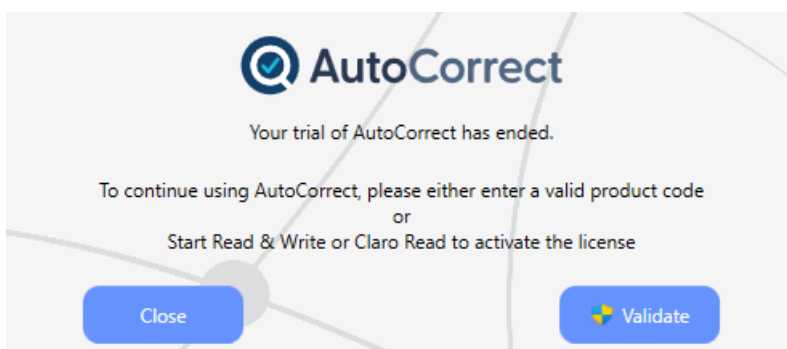 AutoCorrect
Your trial of AutoCorrect has ended.
To continue using AutoCorrect, please either enter a valid product code
or
Start Read & Write or Claro Read to activate the license
Close
Validate